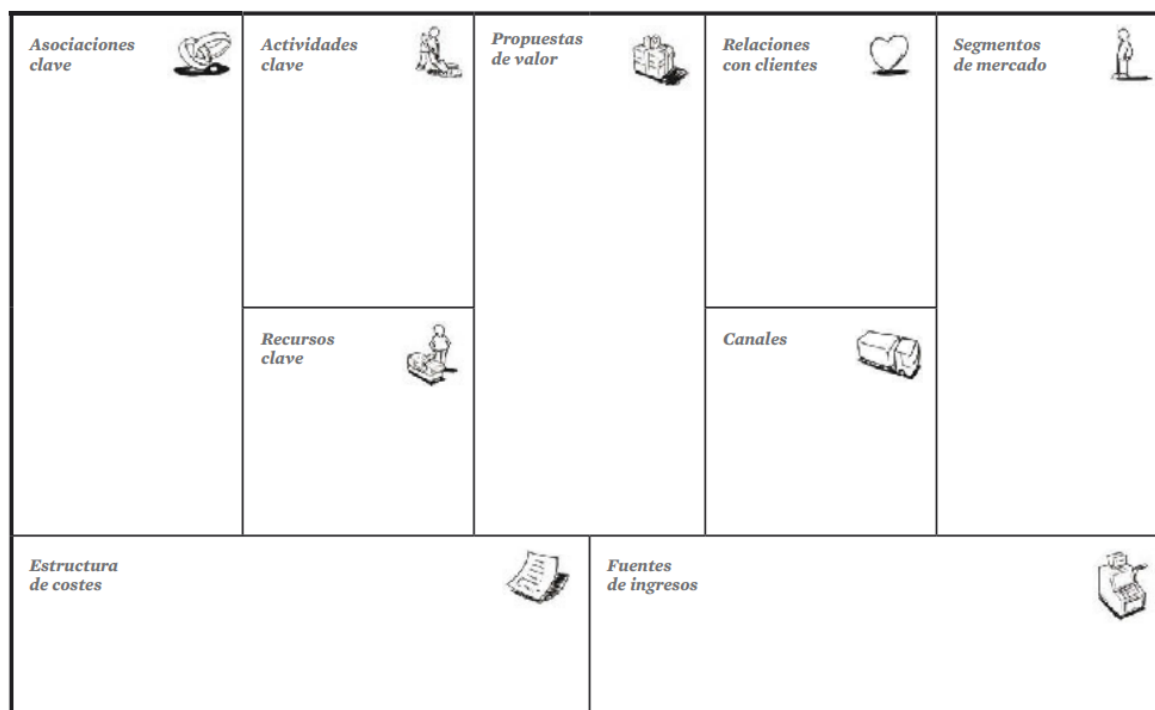 Asociaciones
clave
Actividades
clave
Propuestas
de valor
Relaciones
con clientes
Segmentos
de mercado
Recursos
clave
Canales
Estructura
de costes
Fuentes
de ingresos